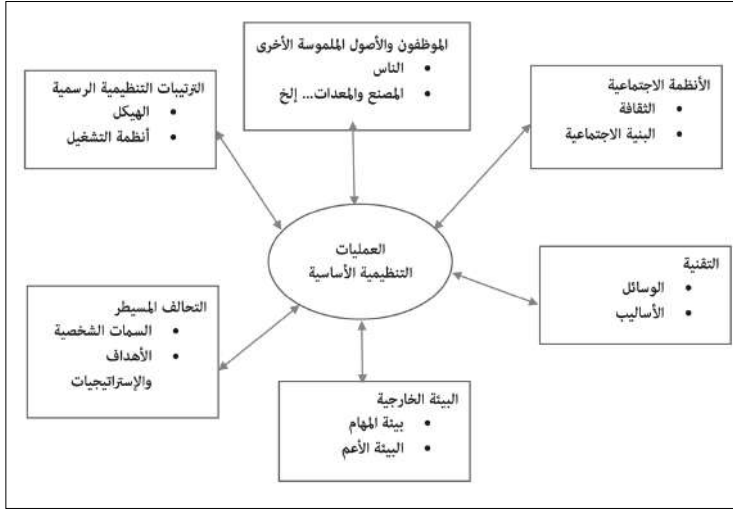 الموظفون والأصول الملموسة الأخرى
• الناس
• المصنع والمعدات... إلخ
الأنظمة الاجتماعية
• الثقافة
• البنية الاجتماعية
الترتيبات التنظيمية الرسمية
• الهيكل
• أنظمة التشغيل
العمليات
التنظيمية الأساسية
التقنية
• الوسائل
• الأساليب
التحالف المسيطر
• السمات الشخصية
• الأهداف
والإستراتيجيات
البيئة الخارجية
• بيئة المهام
• البيئة الأعم